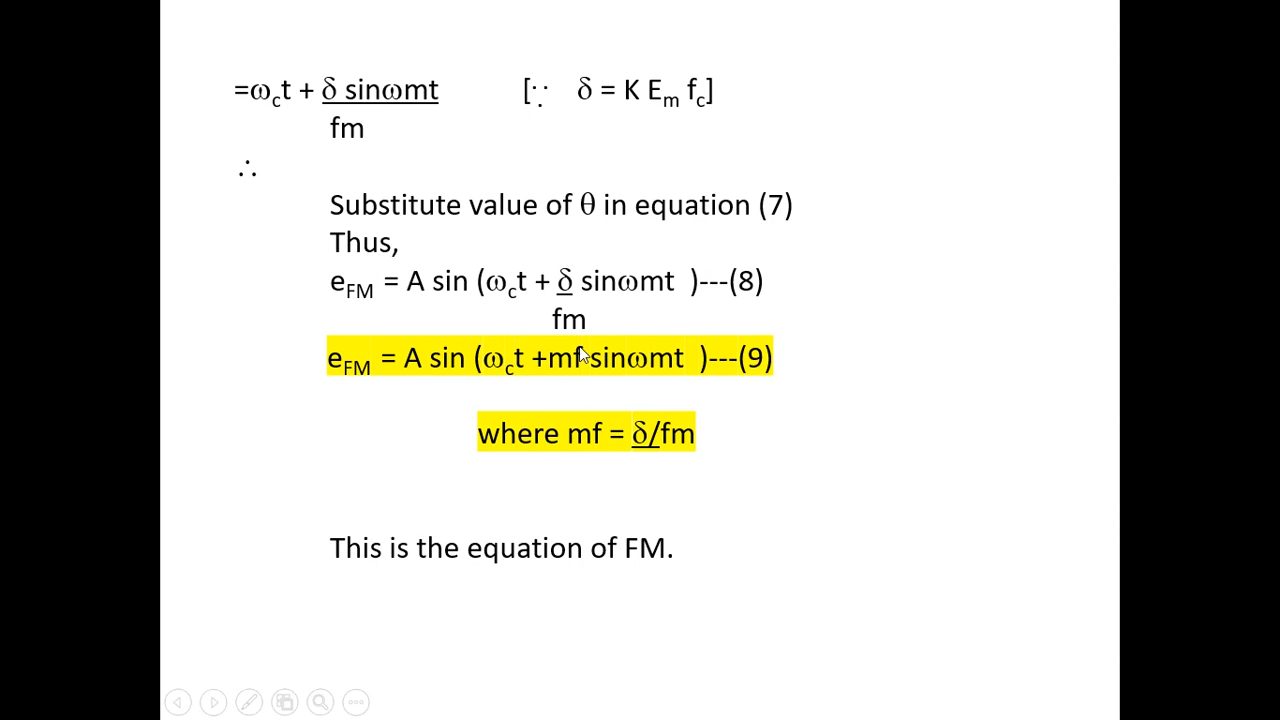 =ωct + δ sinωmt [∵ δ = K Em fc]
fm
∴
Substitute value of θ in equation (7)
Thus,
eFM = A sin (ωct + δ sinωmt )---(8)
fm
eFM = A sin (ωct +mf sinωmt )---(9)
where mf = δ/fm
This is the equation of FM.